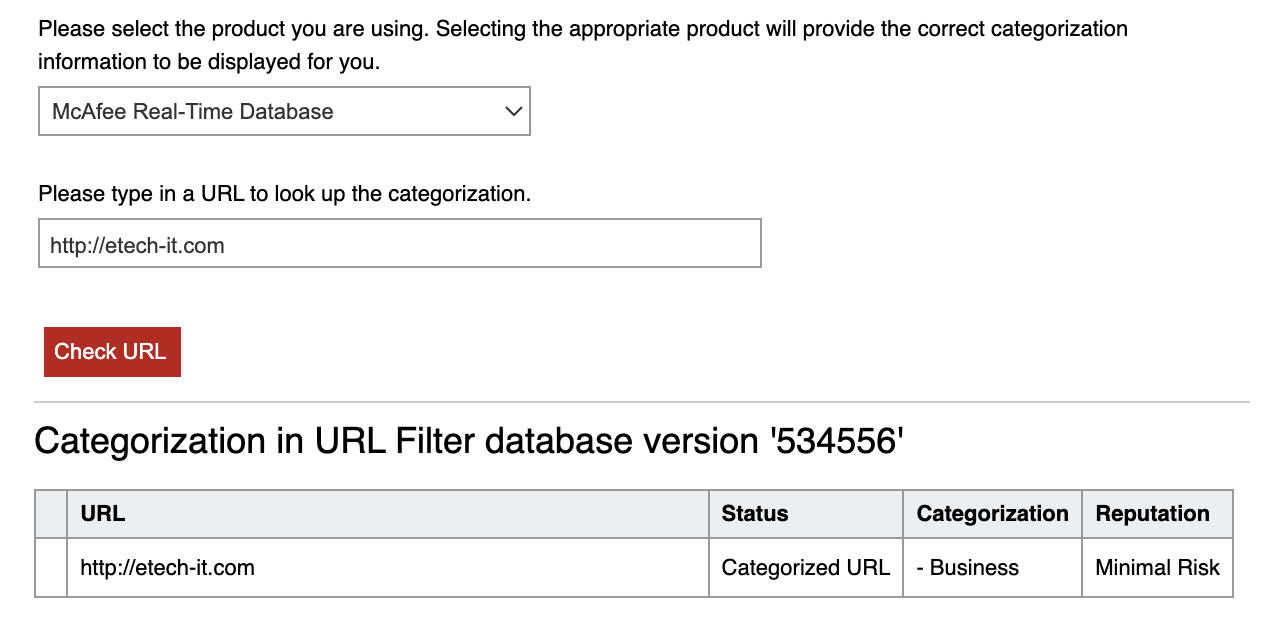 Please select the product you are using. Selecting the appropriate product will provide the correct categorization
information to be displayed for you.
McAfee Real-Time Database
Please type in a URL to look up the categorization.
http://etech-it.com
Check URL
Categorization in URL Filter database version '534556'
URL Status Categorization Reputation
http://etech-it.com Categorized URL - Business Minimal Risk